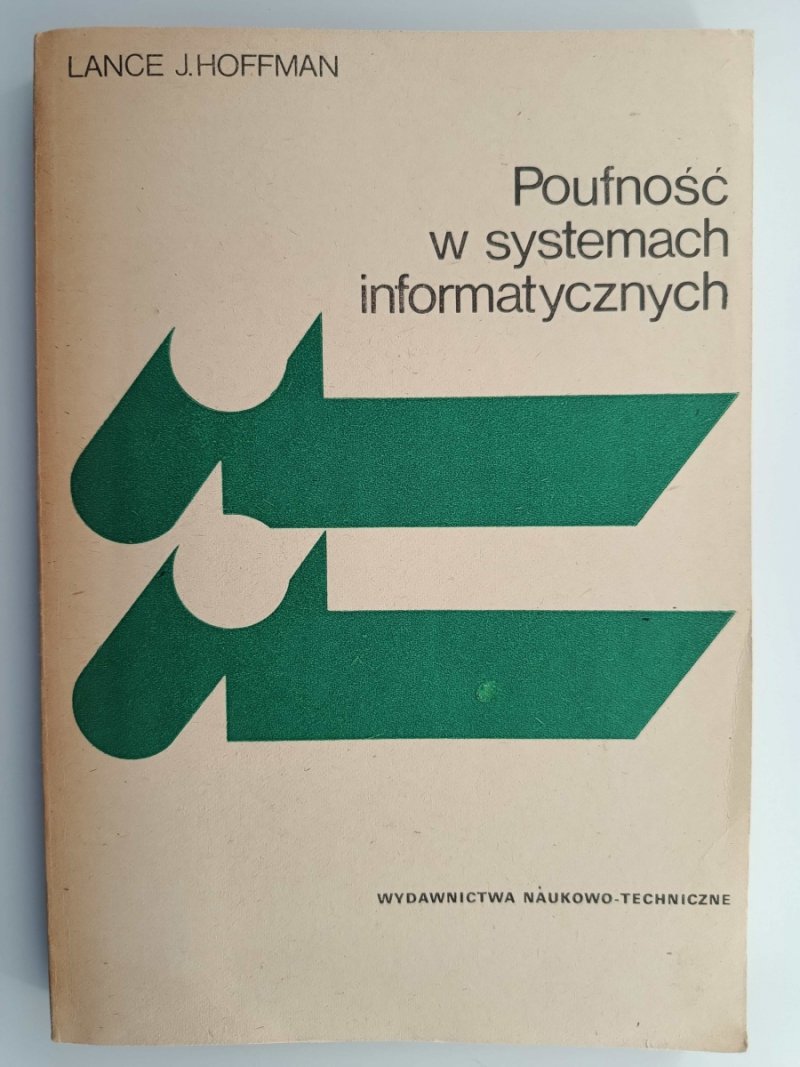 LANCE J. HOFFMAN
Poufność
w systemach
informatycznych
WYDAWNICTWA NAUKOWO-TECHNICZNE